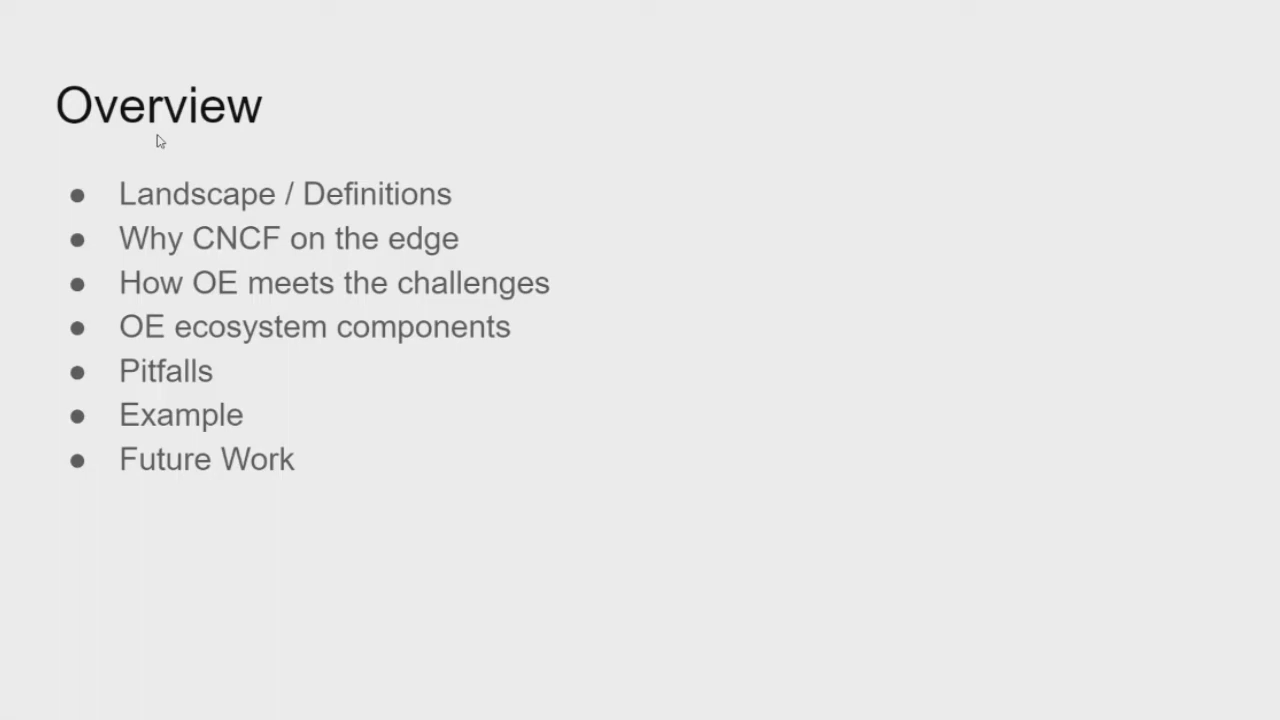 Overview
● Landscape / Definitions
● Why CNCF on the edge
● How OE meets the challenges
● OE ecosystem components
● Pitfalls
● Example
● Future Work